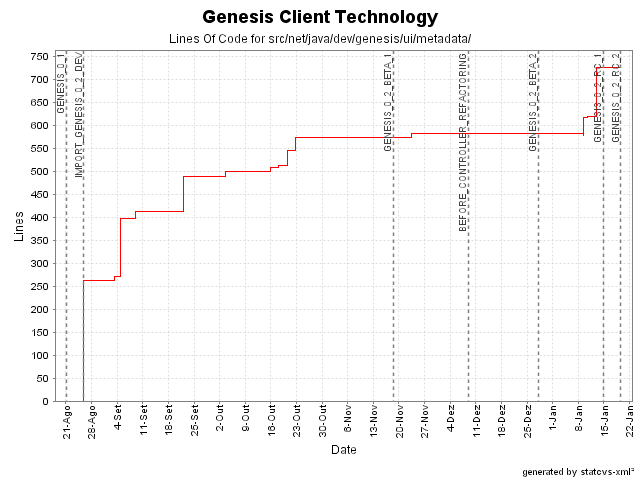 Genesis Client Technology
Lines Of Code for src/net/java/dev/genesis/ui/metadata/
Lines
750
700
650
600
550
500
450
400
350
300
250
200
150
100
50
0
GENESIS_0_1
IMPORT_GENESIS_0_2_DEV
GENESIS_0_2_BETA_1
BEFORE_CONTROLLER_REFACTORING
GENESIS_0_2_BETA_2
GENESIS_0_2_RC_1
GENESIS_0_2_RC_2
21-Ago
28-Ago
4-Set
11-Set
18-Set
25-Set
2-Out
9-Out
16-Out
23-Out
30-Out
6-Nov
13-Nov
20-Nov
27-Nov
4-Dez
11-Dez
18-Dez
25-Dez
1-Jan
8-Jan
15-Jan
22-Jan
Date
generated by statcvs-xml²